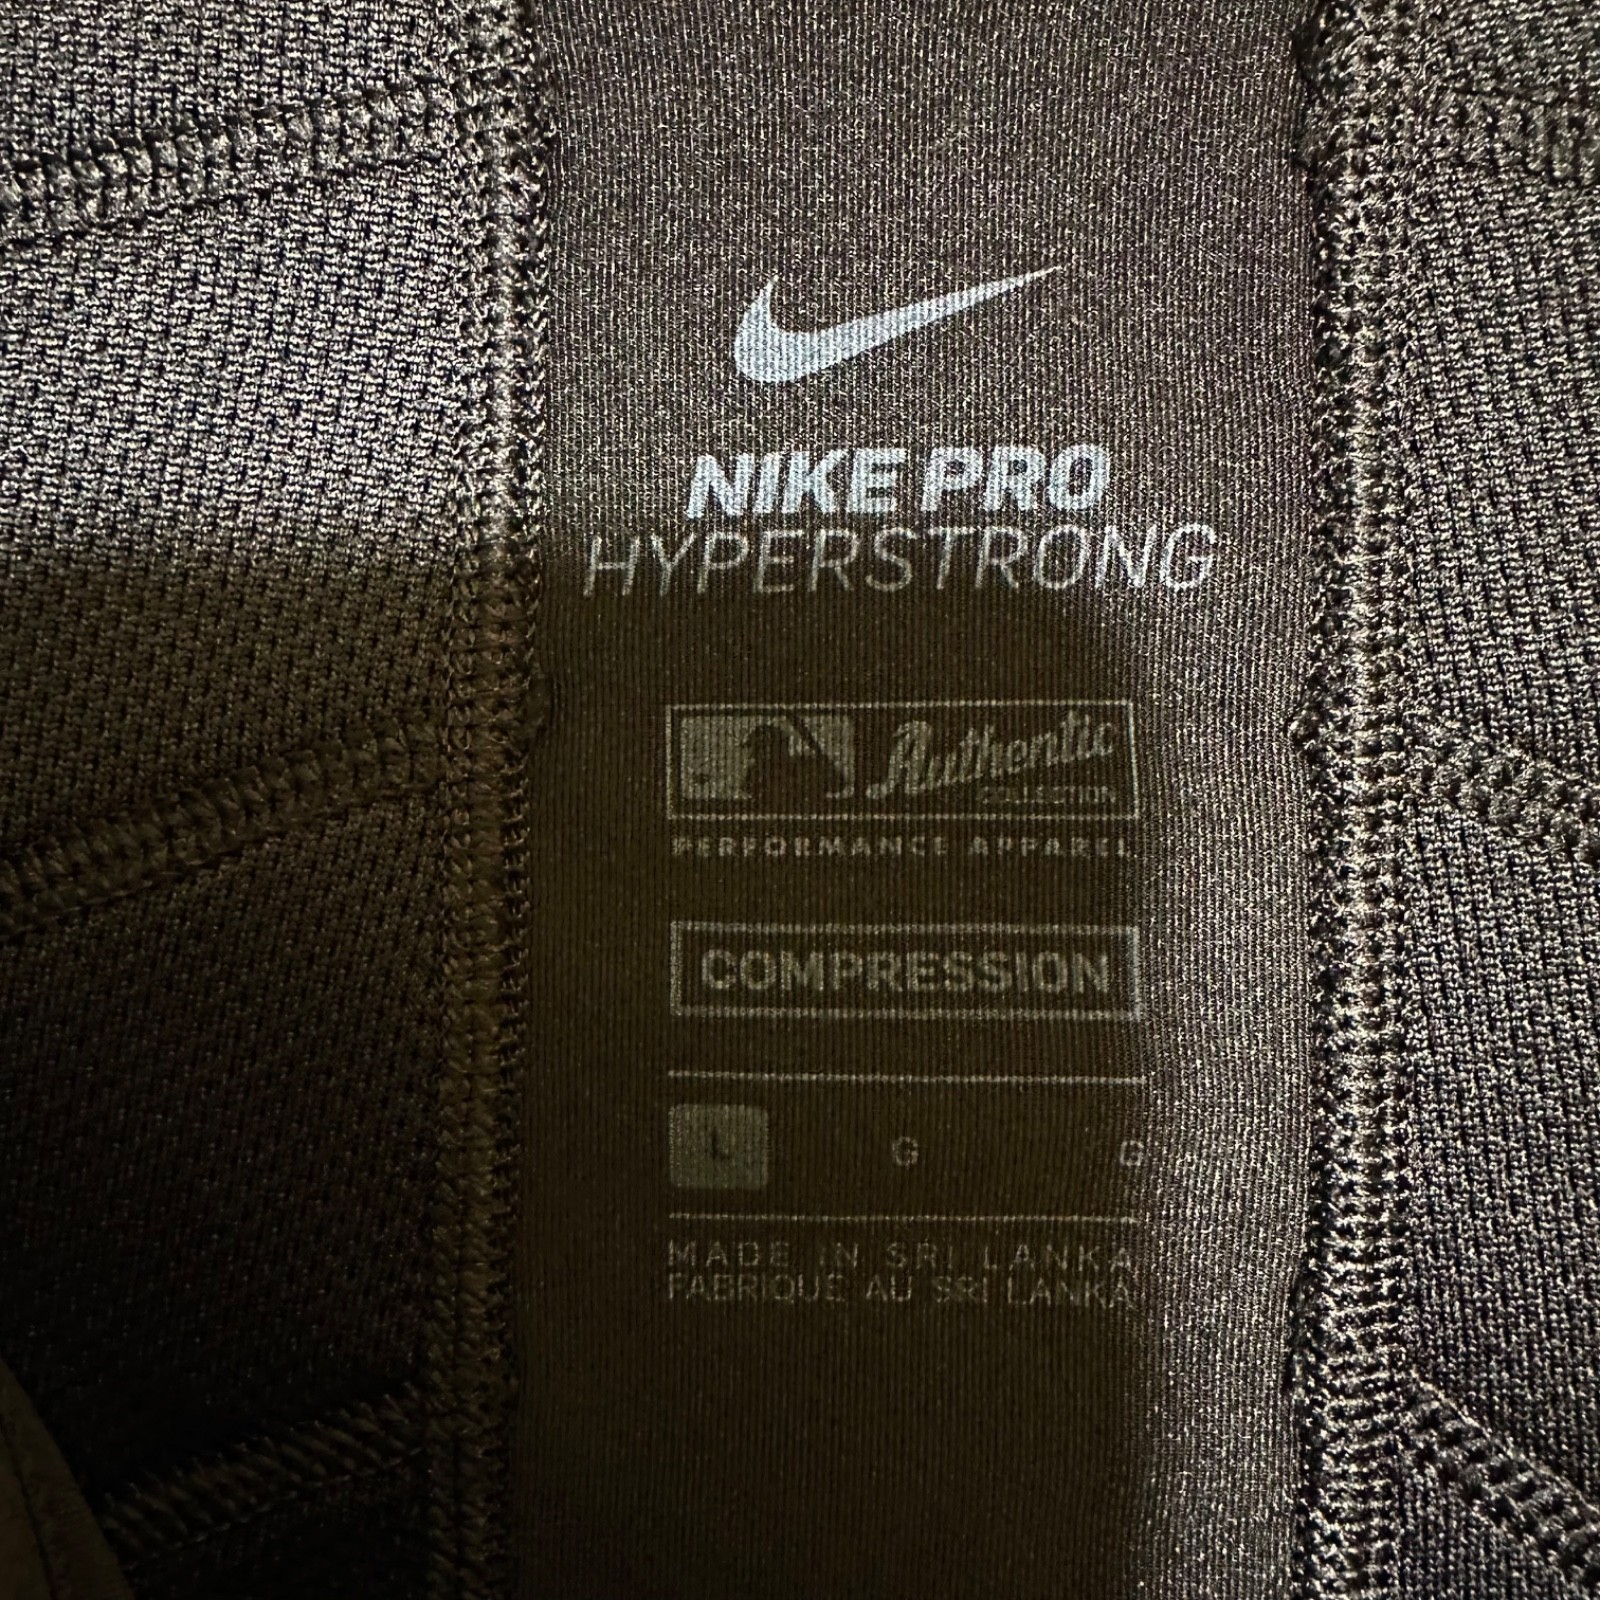 NIKE PRO
HYPERSTRONG
Authentic
COLLECTION
PERFORMANCE APPAREL
COMPRESSION
L G G
MADE IN SRI LANKA
FABRIQUE AU SRI LANKA